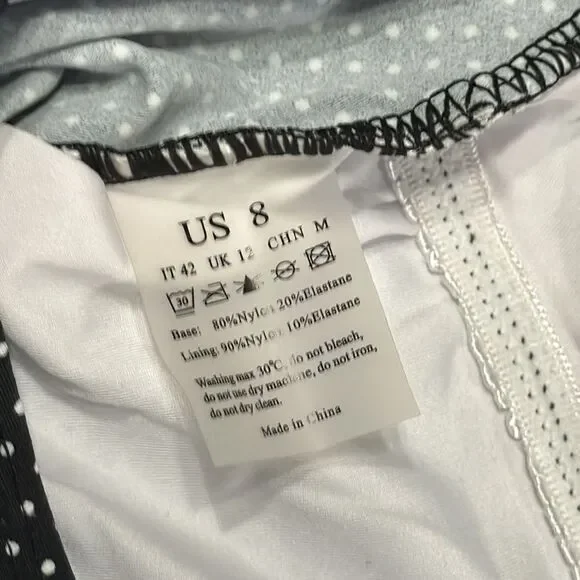 US 8
IT 42 UK 12 CHN M
30
Base: 80%Nylon 20%Elastane
Lining: 90%Nylon 10%Elastane
Washing max 30°C, do not bleach,
do not use dry machine, do not iron,
do not dry clean.
Made in China